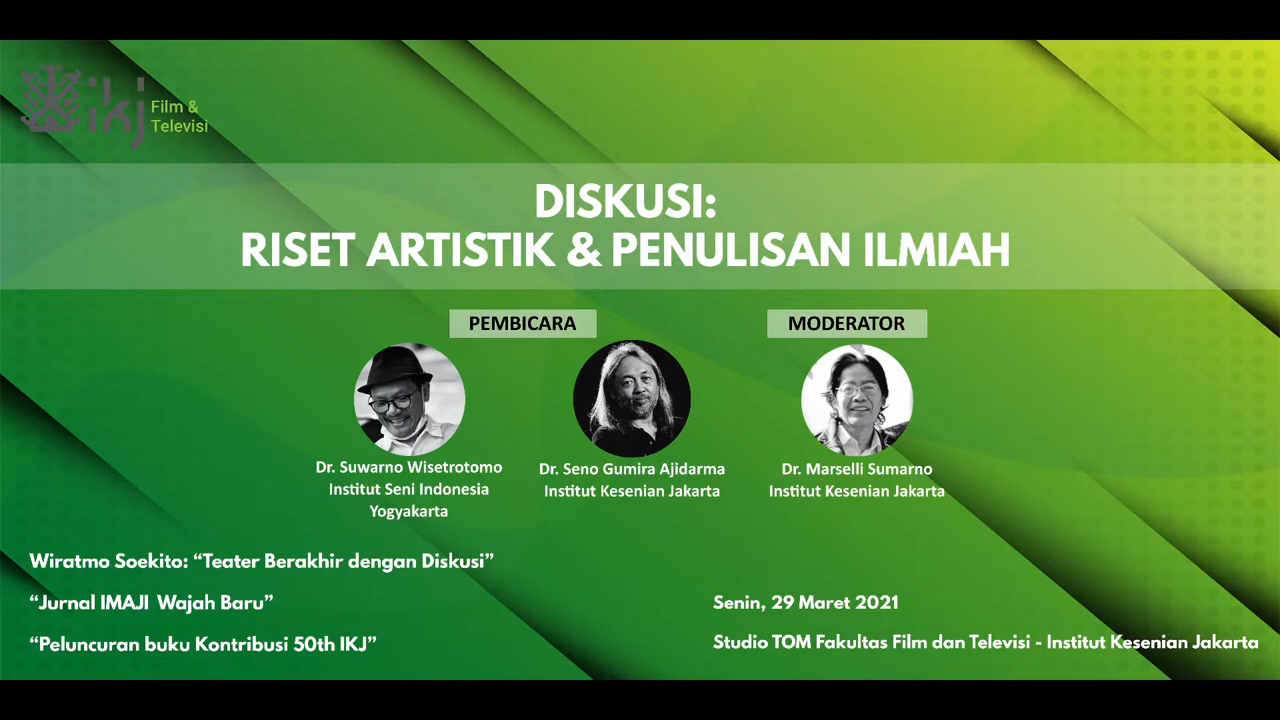 ikj
Film &
Televisi
DISKUSI:
RISET ARTISTIK & PENULISAN ILMIAH
PEMBICARA
MODERATOR
Dr. Suwarno Wisetrotomo
Institut Seni Indonesia
Yogyakarta
Dr. Seno Gumira Ajidarma
Institut Kesenian Jakarta
Dr. Marselli Sumarno
Institut Kesenian Jakarta
Wiratmo Soekito: “Teater Berakhir dengan Diskusi”
“Jurnal IMAJI Wajah Baru”
“Peluncuran buku Kontribusi 50th IKJ”
Senin, 29 Maret 2021
Studio TOM Fakultas Film dan Televisi - Institut Kesenian Jakarta